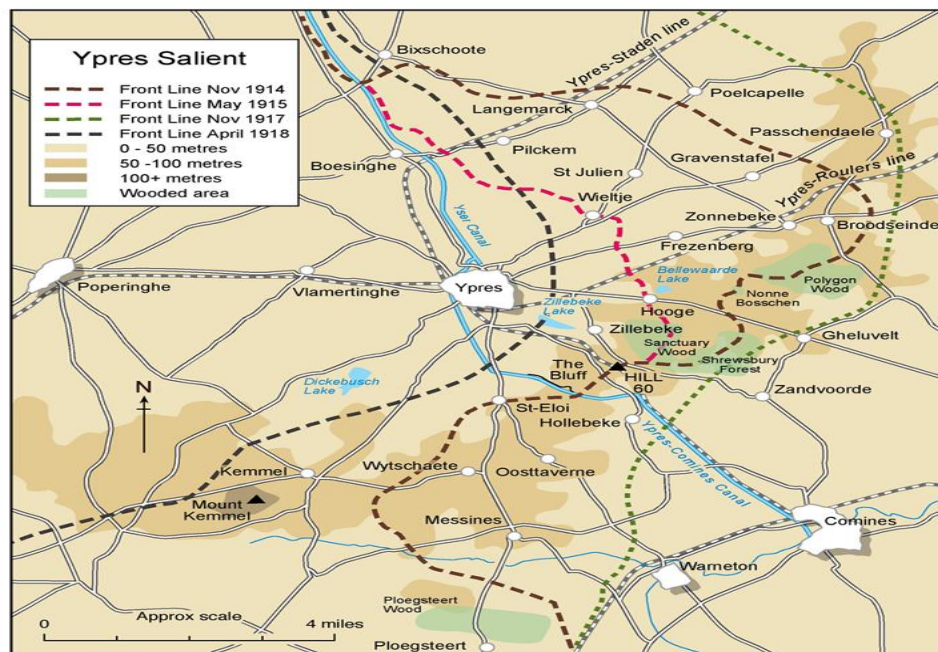 Ypres Salient
Front Line Nov 1914
Front Line May 1915
Front Line Nov 1917
Front Line April 1918
0 - 50 metres
50 -100 metres
100+ metres
Wooded area
Bixschoote
Ypres-Staden line
Langemarck
Poelcapelle
Passchendaele
Boesinghe
Pilckem
Gravenstafel
St Julien
Ypres-Roulers line
Wieltje
Yser Canal
Zonnebeke
Broodseinde
Frezenberg
Poperinghe
Vlamertinghe
Ypres
Bellewaarde
Lake
Polygon
Wood
Nonne
Bosschen
Zillebeke
Lake
Hooge
Zillebeke
Gheluvelt
Sanctuary
Wood
Shrewsbury
Forest
The
Bluff
HILL
60
Zandvoorde
Dickebusch
Lake
N
St-Eloi
Hollebeke
Ypres-Comines Canal
Kemmel
Wytschaete
Oosttaverne
Mount
Kemmel
Messines
Comines
Warneton
Ploegsteert
Wood
Approx scale
0
4 miles
Ploegsteert